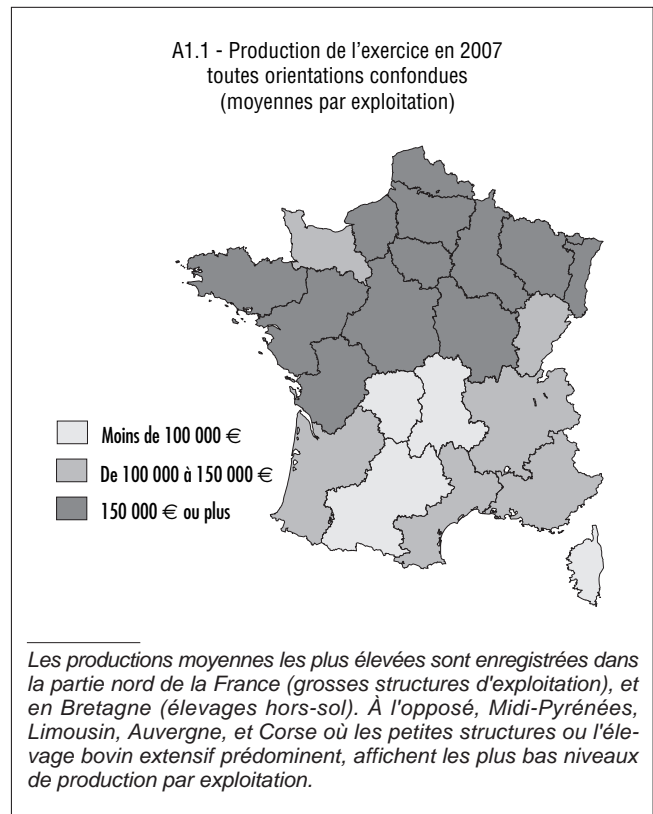 A1.1 - Production de l'exercice en 2007
toutes orientations confondues
(moyennes par exploitation)
Moins de 100 000 €
De 100 000 à 150 000 €
150 000 € ou plus
Les productions moyennes les plus élevées sont enregistrées dans
la partie nord de la France (grosses structures d'exploitation), et
en Bretagne (élevages hors-sol). À l'opposé, Midi-Pyrénées,
Limousin, Auvergne, et Corse où les petites structures ou l'éle-
vage bovin extensif prédominent, affichent les plus bas niveaux
de production par exploitation.